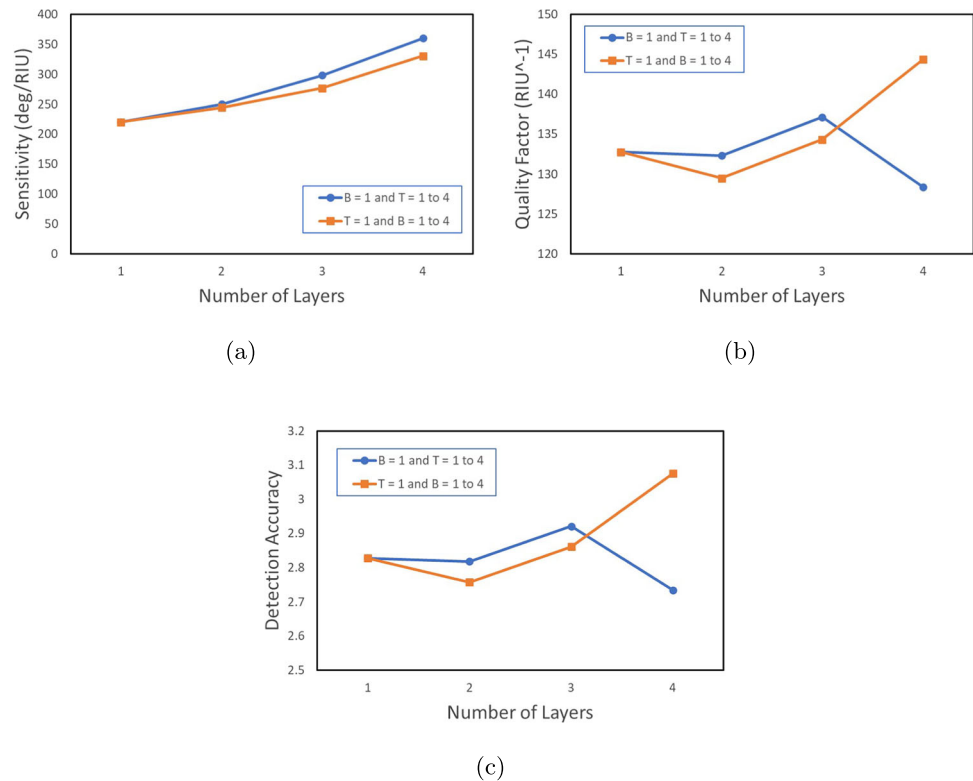 400
350
300
250
200
150
100
50
0
Sensitivity (deg/RIU)
B = 1 and T = 1 to 4
T = 1 and B = 1 to 4
1 2 3 4
Number of Layers
(a)
150
145
140
135
130
125
120
Quality Factor (RIU^-1)
B = 1 and T = 1 to 4
T = 1 and B = 1 to 4
1 2 3 4
Number of Layers
(b)
3.2
3.1
3
2.9
2.8
2.7
2.6
2.5
Detection Accuracy
B = 1 and T = 1 to 4
T = 1 and B = 1 to 4
1 2 3 4
Number of Layers
(c)